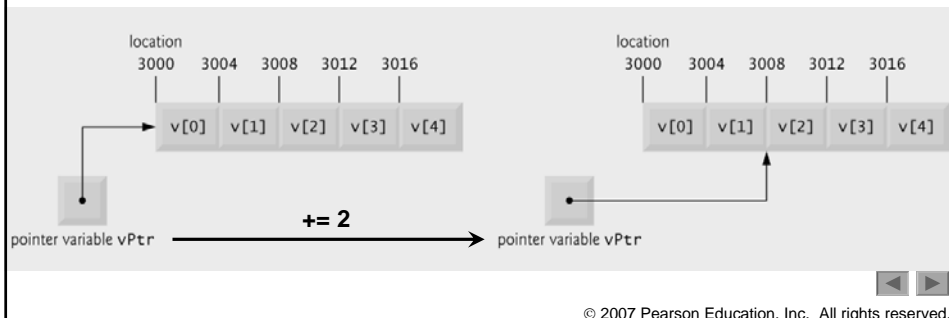 location
3000 3004 3008 3012 3016
v[0] v[1] v[2] v[3] v[4]
pointer variable vPtr
+= 2
location
3000 3004 3008 3012 3016
v[0] v[1] v[2] v[3] v[4]
pointer variable vPtr
© 2007 Pearson Education, Inc. All rights reserved.